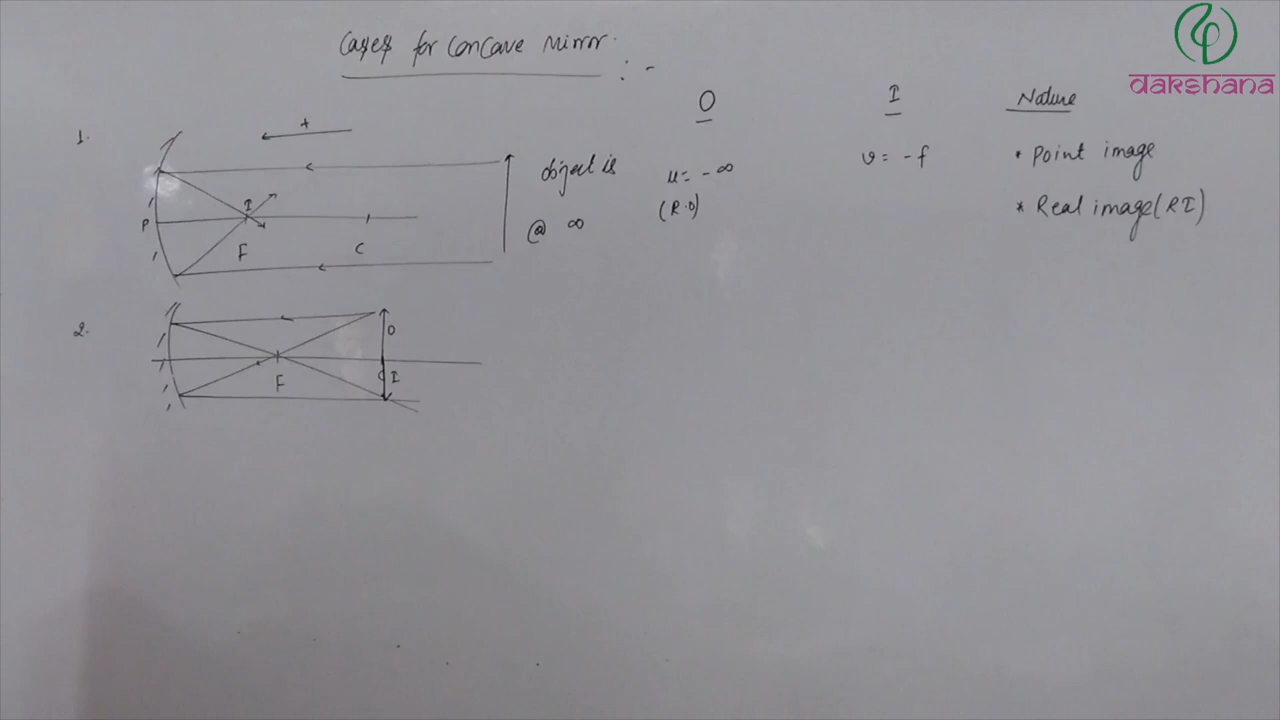 Cases for Concave Mirror :-
dakshana
O I Nature
1. +
object is u = -∞ v = -f * Point image
@ ∞ (R.O) * Real image (RI)
I
P F C
2.
O
F C I